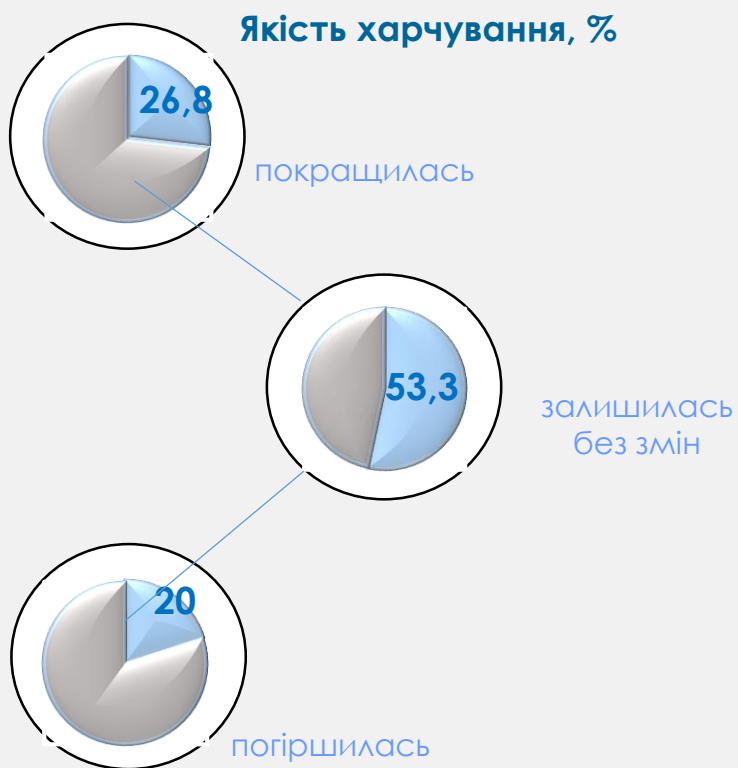 Якість харчування, %
26,8
покращилась
53,3
залишилась
без змін
20
погіршилась